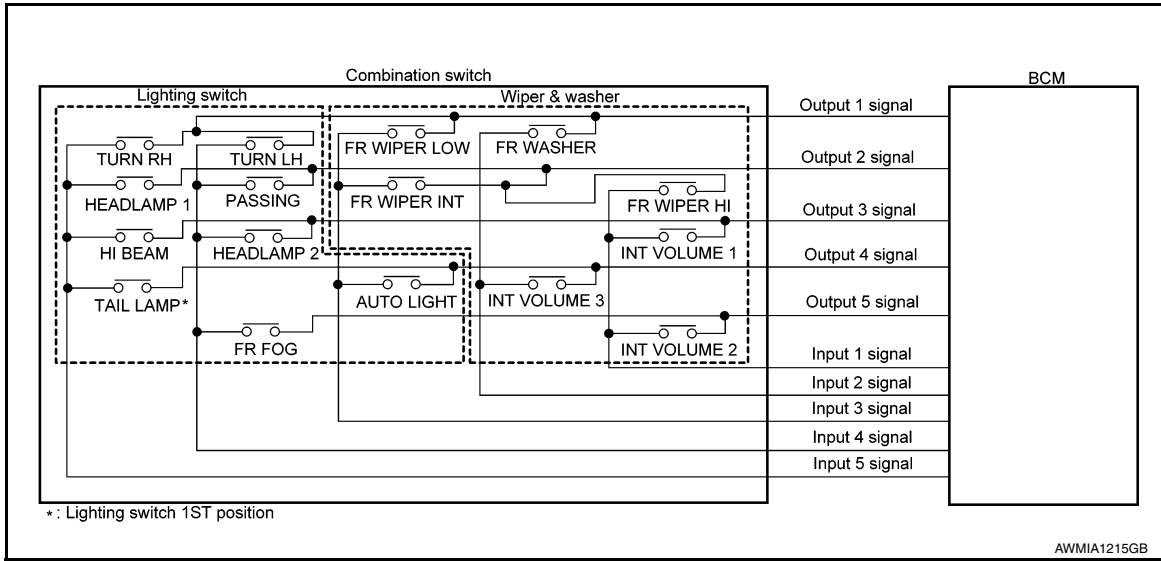 Combination switch
BCM
Lighting switch
Wiper & washer
Output 1 signal
TURN RH
TURN LH
FR WIPER LOW
FR WASHER
Output 2 signal
HEADLAMP 1
PASSING
FR WIPER INT
FR WIPER HI
Output 3 signal
HI BEAM
HEADLAMP 2
INT VOLUME 1
Output 4 signal
TAIL LAMP*
AUTO LIGHT
INT VOLUME 3
Output 5 signal
FR FOG
INT VOLUME 2
Input 1 signal
Input 2 signal
Input 3 signal
Input 4 signal
Input 5 signal
* : Lighting switch 1ST position
AWMIA1215GB